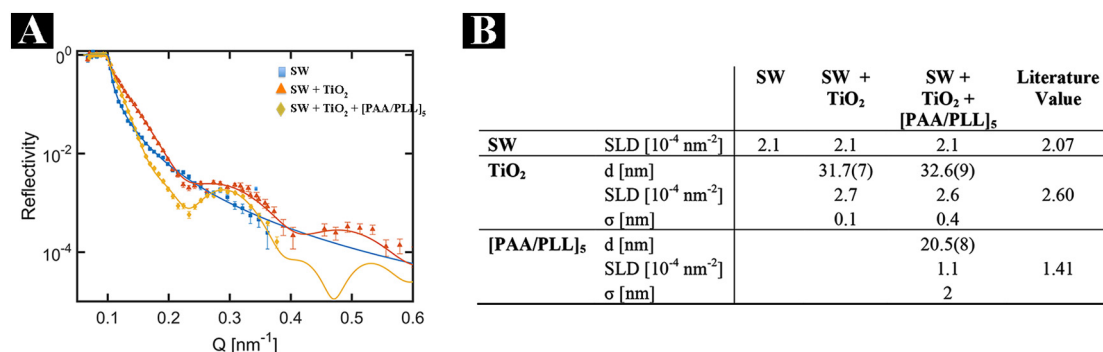 A
10⁰
10⁻²
10⁻⁴
Reflectivity
SW
SW + TiO₂
SW + TiO₂ + [PAA/PLL]₅
0.1 0.2 0.3 0.4 0.5 0.6
Q [nm⁻¹]
B
SW SW + TiO₂ SW + TiO₂ + [PAA/PLL]₅ Literature Value
SW SLD [10⁻⁴ nm⁻²] 2.1 2.1 2.1 2.07
TiO₂ d [nm] 31.7(7) 32.6(9)
SLD [10⁻⁴ nm⁻²] 2.7 2.6 2.60
σ [nm] 0.1 0.4
[PAA/PLL]₅ d [nm] 20.5(8)
SLD [10⁻⁴ nm⁻²] 1.1 1.41
σ [nm] 2